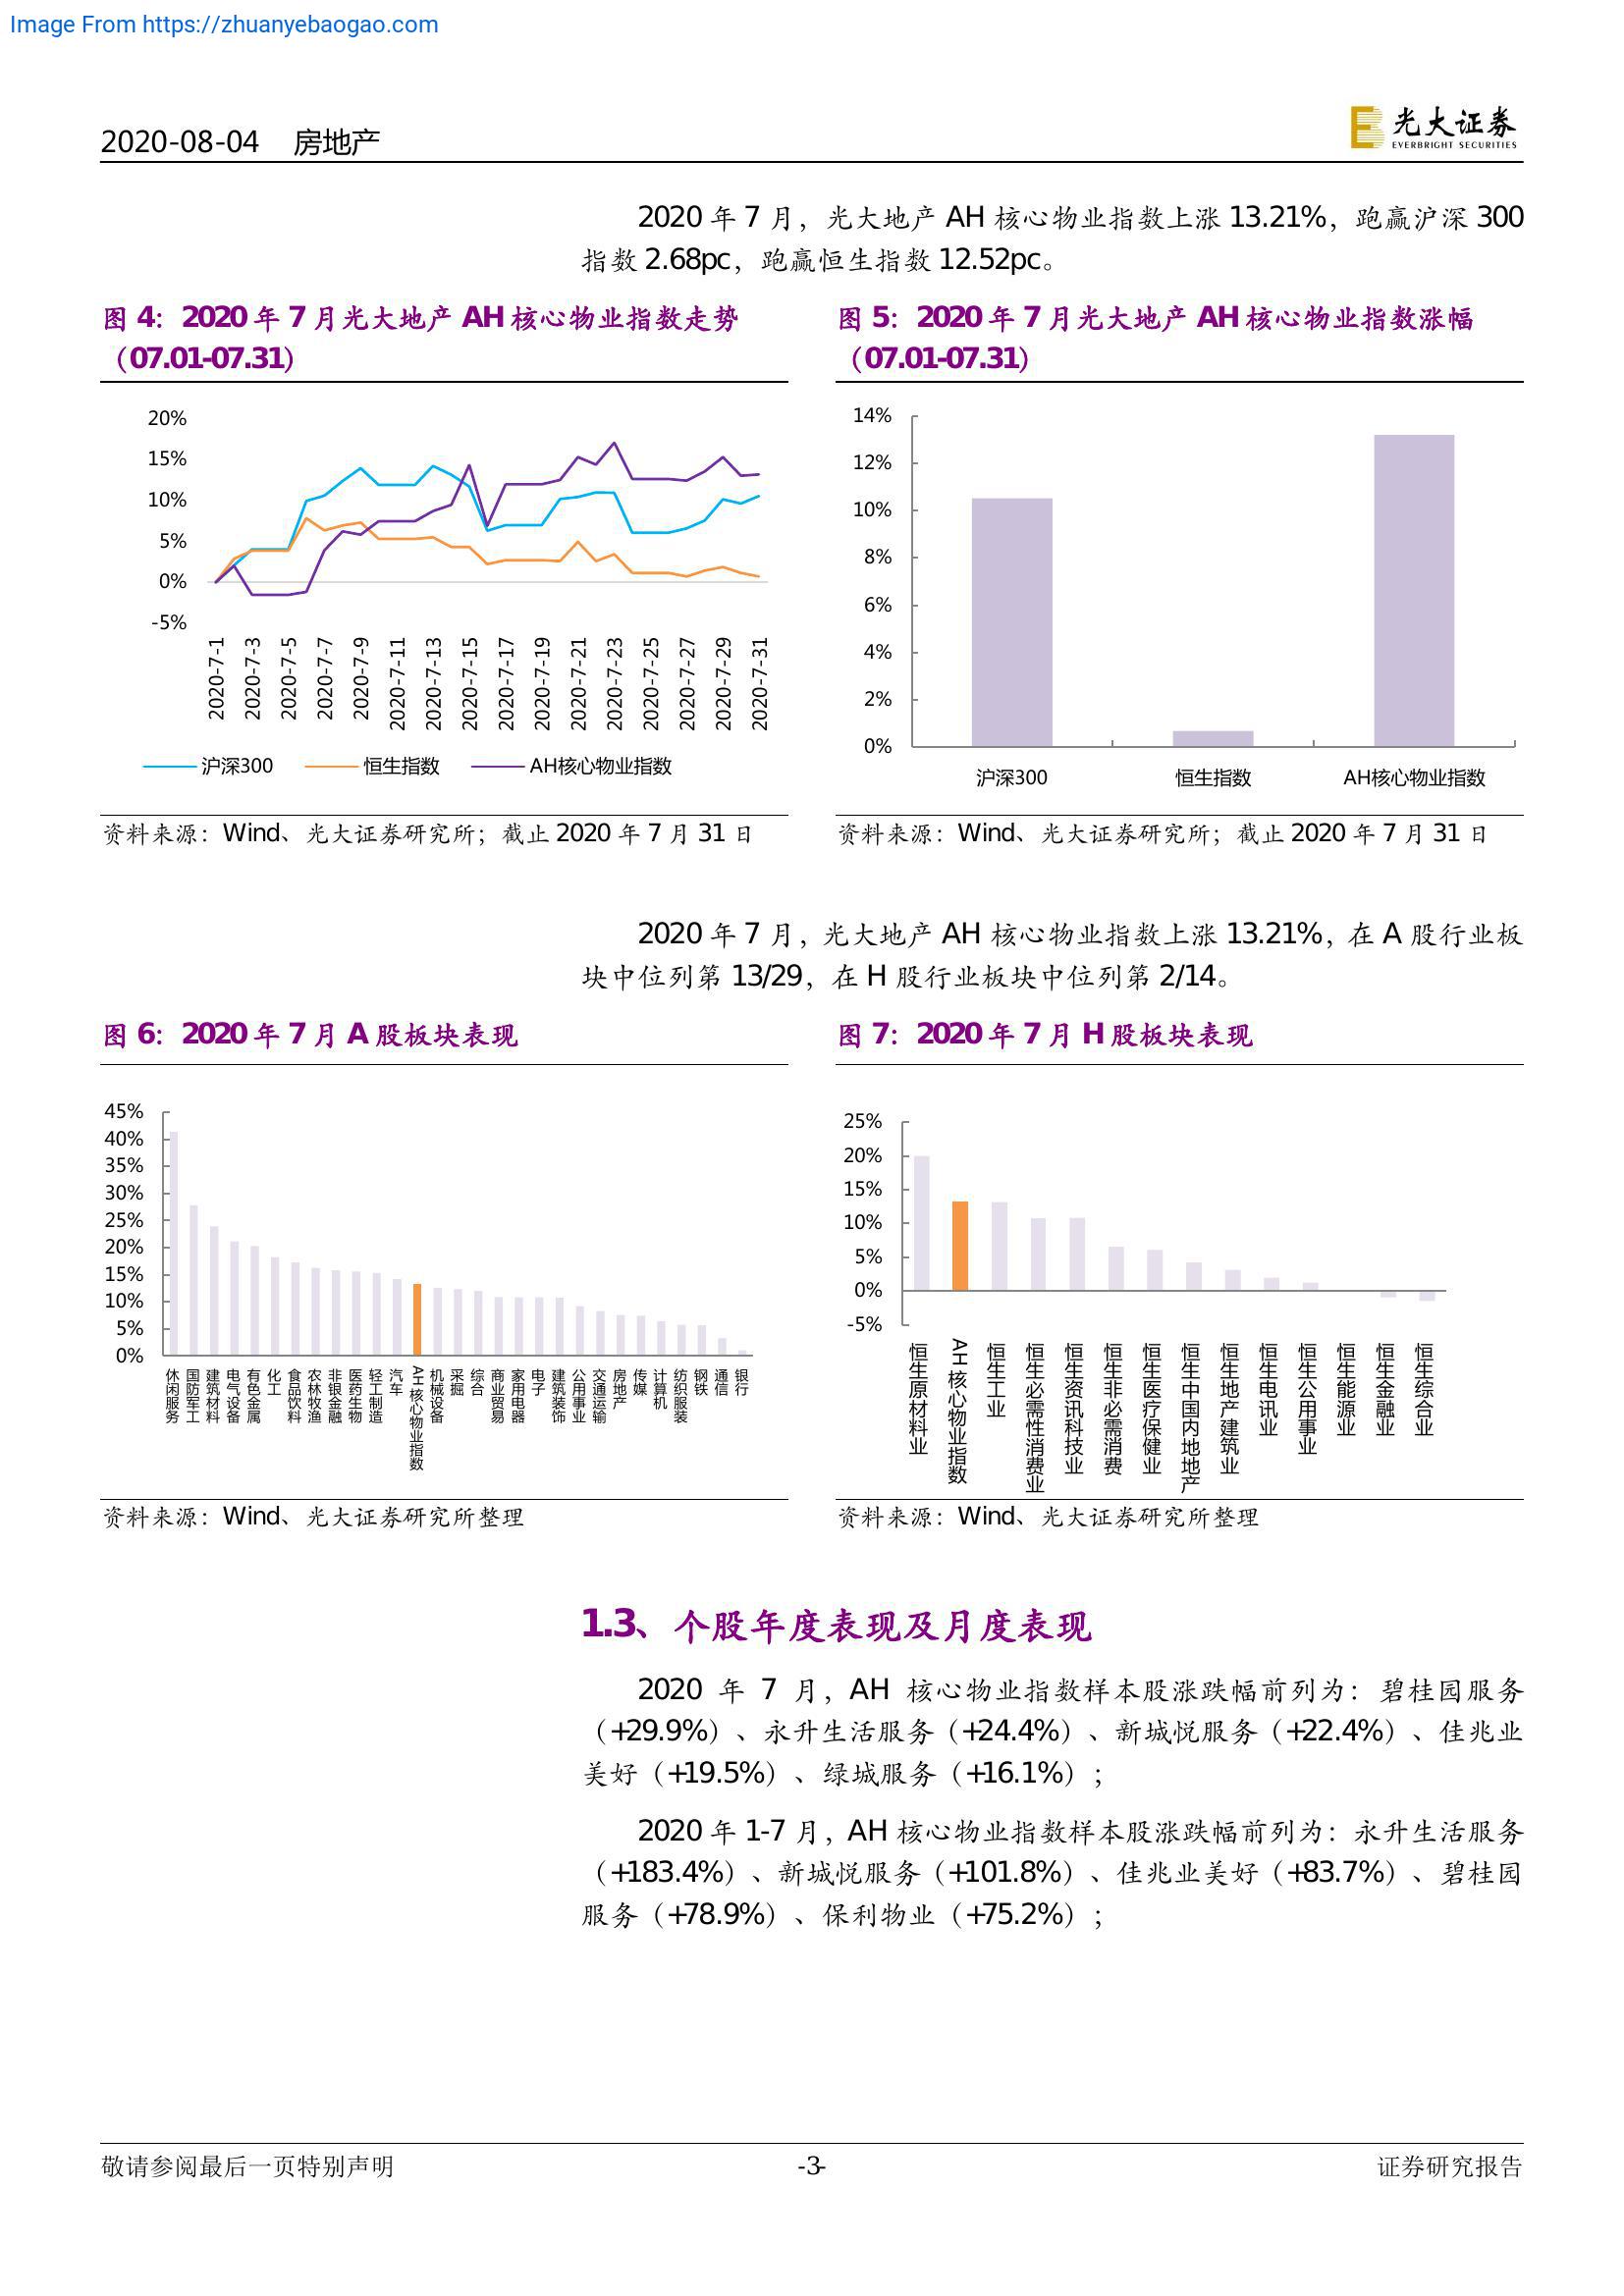 Image From https://zhuanyebaogao.com
2020-08-04 房地产
光大证券
EVERBRIGHT SECURITIES
2020 年 7 月，光大地产 AH 核心物业指数上涨 13.21%，跑赢沪深 300
指数 2.68pc，跑赢恒生指数 12.52pc。
图 4：2020 年 7 月光大地产 AH 核心物业指数走势
（07.01-07.31）
20%
15%
10%
5%
0%
-5%
2020-7-1
2020-7-3
2020-7-5
2020-7-7
2020-7-9
2020-7-11
2020-7-13
2020-7-15
2020-7-17
2020-7-19
2020-7-21
2020-7-23
2020-7-25
2020-7-27
2020-7-29
2020-7-31
沪深300 恒生指数 AH核心物业指数
资料来源：Wind、光大证券研究所；截止 2020 年 7 月 31 日
图 5：2020 年 7 月光大地产 AH 核心物业指数涨幅
（07.01-07.31）
14%
12%
10%
8%
6%
4%
2%
0%
沪深300 恒生指数 AH核心物业指数
资料来源：Wind、光大证券研究所；截止 2020 年 7 月 31 日
2020 年 7 月，光大地产 AH 核心物业指数上涨 13.21%，在 A 股行业板
块中位列第 13/29，在 H 股行业板块中位列第 2/14。
图 6：2020 年 7 月 A 股板块表现
45%
40%
35%
30%
25%
20%
15%
10%
5%
0%
休闲服务
国防军工
建筑材料
电气设备
有色金属
化工
食品饮料
农林牧渔
非银金融
医药生物
轻工制造
汽车
AH核心物业指数
机械设备
采掘
综合
商业贸易
家用电器
电子
建筑装饰
公用事业
交通运输
房地产
传媒
计算机
纺织服装
钢铁
通信
银行
资料来源：Wind、光大证券研究所整理
图 7：2020 年 7 月 H 股板块表现
25%
20%
15%
10%
5%
0%
-5%
恒生原材料业
AH核心物业指数
恒生工业
恒生必需性消费业
恒生资讯科技业
恒生非必需消费
恒生医疗保健业
恒生中国内地地产
恒生地产建筑业
恒生电讯业
恒生公用事业
恒生能源业
恒生金融业
恒生综合业
资料来源：Wind、光大证券研究所整理
1.3、个股年度表现及月度表现
2020 年 7 月，AH 核心物业指数样本股涨跌幅前列为：碧桂园服务
（+29.9%）、永升生活服务（+24.4%）、新城悦服务（+22.4%）、佳兆业
美好（+19.5%）、绿城服务（+16.1%）；
2020 年 1-7 月，AH 核心物业指数样本股涨跌幅前列为：永升生活服务
（+183.4%）、新城悦服务（+101.8%）、佳兆业美好（+83.7%）、碧桂园
服务（+78.9%）、保利物业（+75.2%）；
敬请参阅最后一页特别声明 -3- 证券研究报告